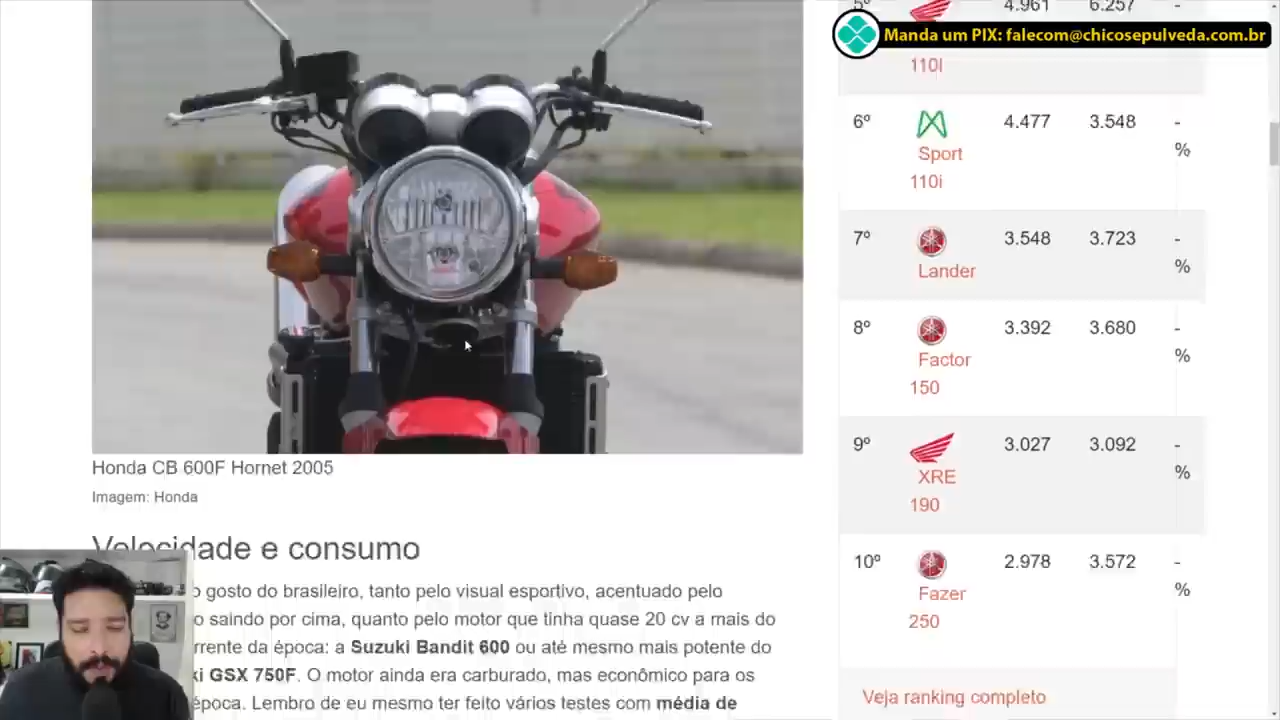 Manda um PIX: falecom@chicosepulveda.com.br
Honda CB 600F Hornet 2005
Imagem: Honda
Velocidade e consumo
gosto do brasileiro, tanto pelo visual esportivo, acentuado pelo
saindo por cima, quanto pelo motor que tinha quase 20 cv a mais do
rrente da época: a Suzuki Bandit 600 ou até mesmo mais potente do
ki GSX 750F. O motor ainda era carburado, mas econômico para os
época. Lembro de eu mesmo ter feito vários testes com média de
5º 4.961 6.257 -
110I
6º 4.477 3.548 -
%
Sport
110i
7º 3.548 3.723 -
%
Lander
8º 3.392 3.680 -
%
Factor
150
9º 3.027 3.092 -
%
XRE
190
10º 2.978 3.572 -
%
Fazer
250
Veja ranking completo